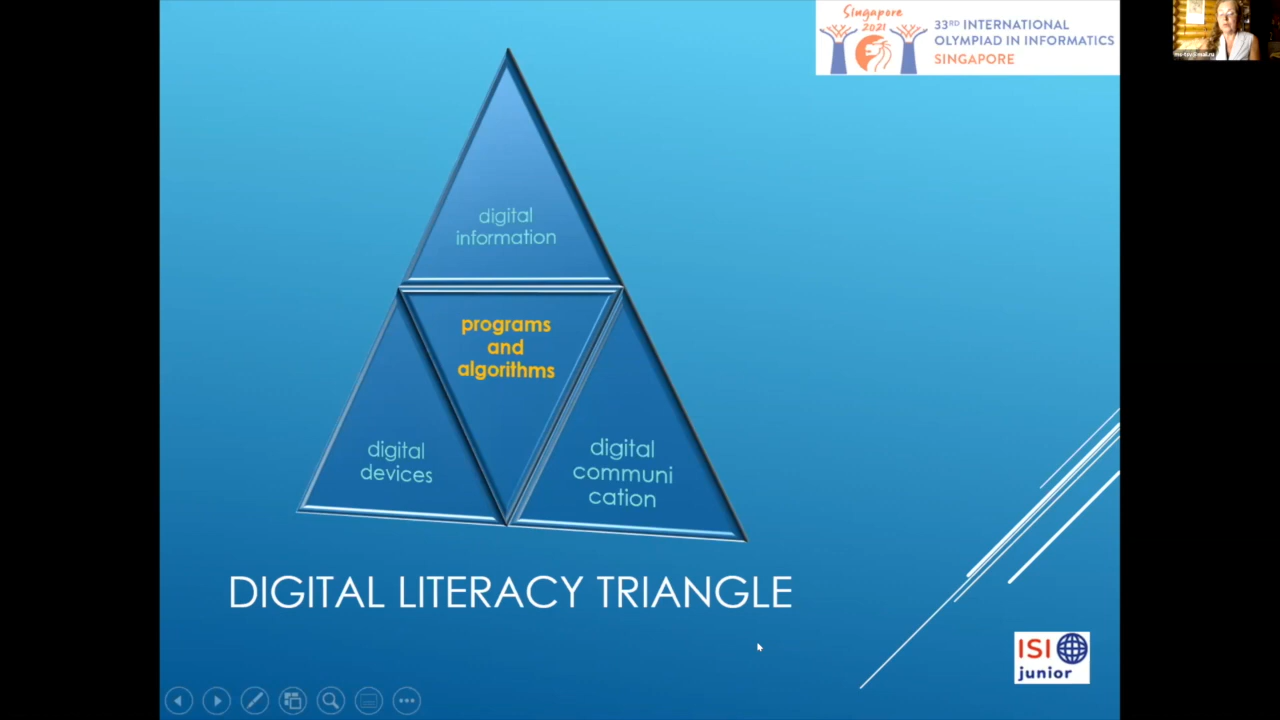 Singapore
2021
33RD INTERNATIONAL
OLYMPIAD IN INFORMATICS
SINGAPORE
digital
information
programs
and
algorithms
digital
devices
digital
communi
cation
DIGITAL LITERACY TRIANGLE
ISI
junior